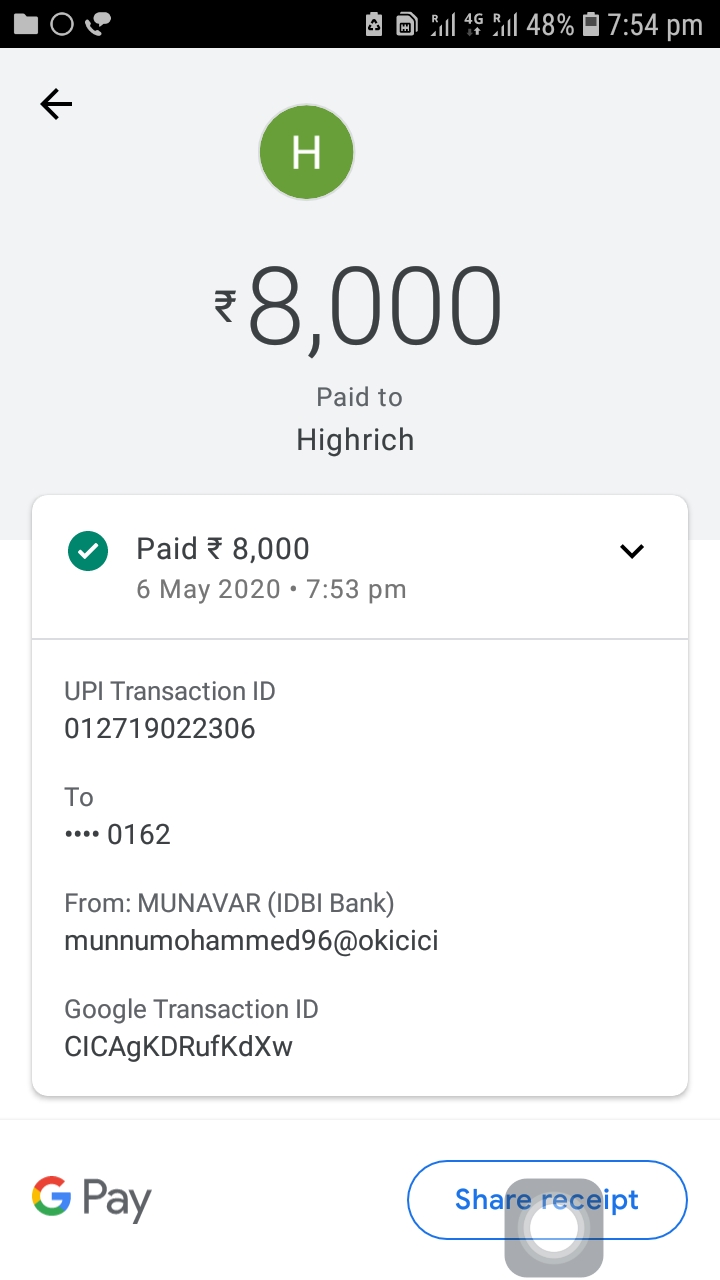 R 4G R 48% 7:54 pm
H
₹8,000
Paid to
Highrich
Paid ₹ 8,000
6 May 2020 • 7:53 pm
UPI Transaction ID
012719022306
To
•••• 0162
From: MUNAVAR (IDBI Bank)
munnumohammed96@okicici
Google Transaction ID
CICAgKDRufKdXw
G Pay
Share receipt